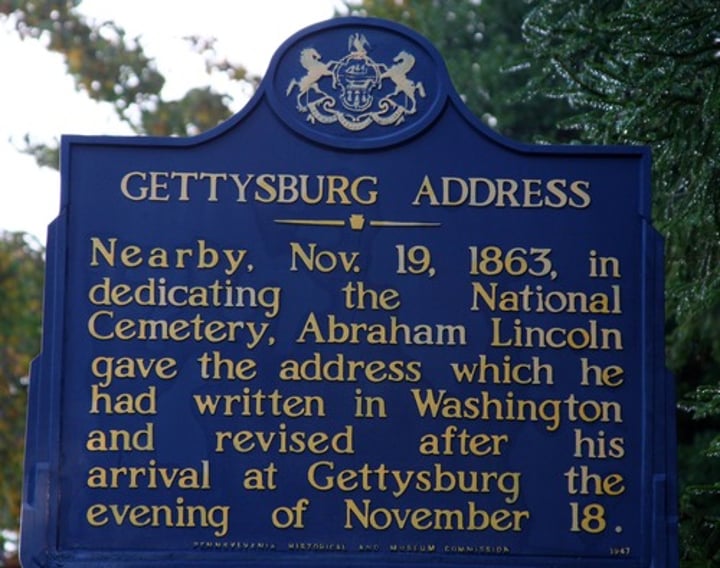 GETTYSBURG ADDRESS
Nearby, Nov. 19, 1863, in
dedicating the National
Cemetery, Abraham Lincoln
gave the address which he
had written in Washington
and revised after his
arrival at Gettysburg the
evening of November 18.
PENNSYLVANIA HISTORICAL AND MUSEUM COMMISSION 1947